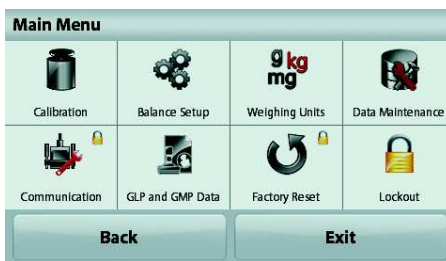 Main Menu
g kg
mg
Calibration Balance Setup Weighing Units Data Maintenance
Communication GLP and GMP Data Factory Reset Lockout
Back Exit